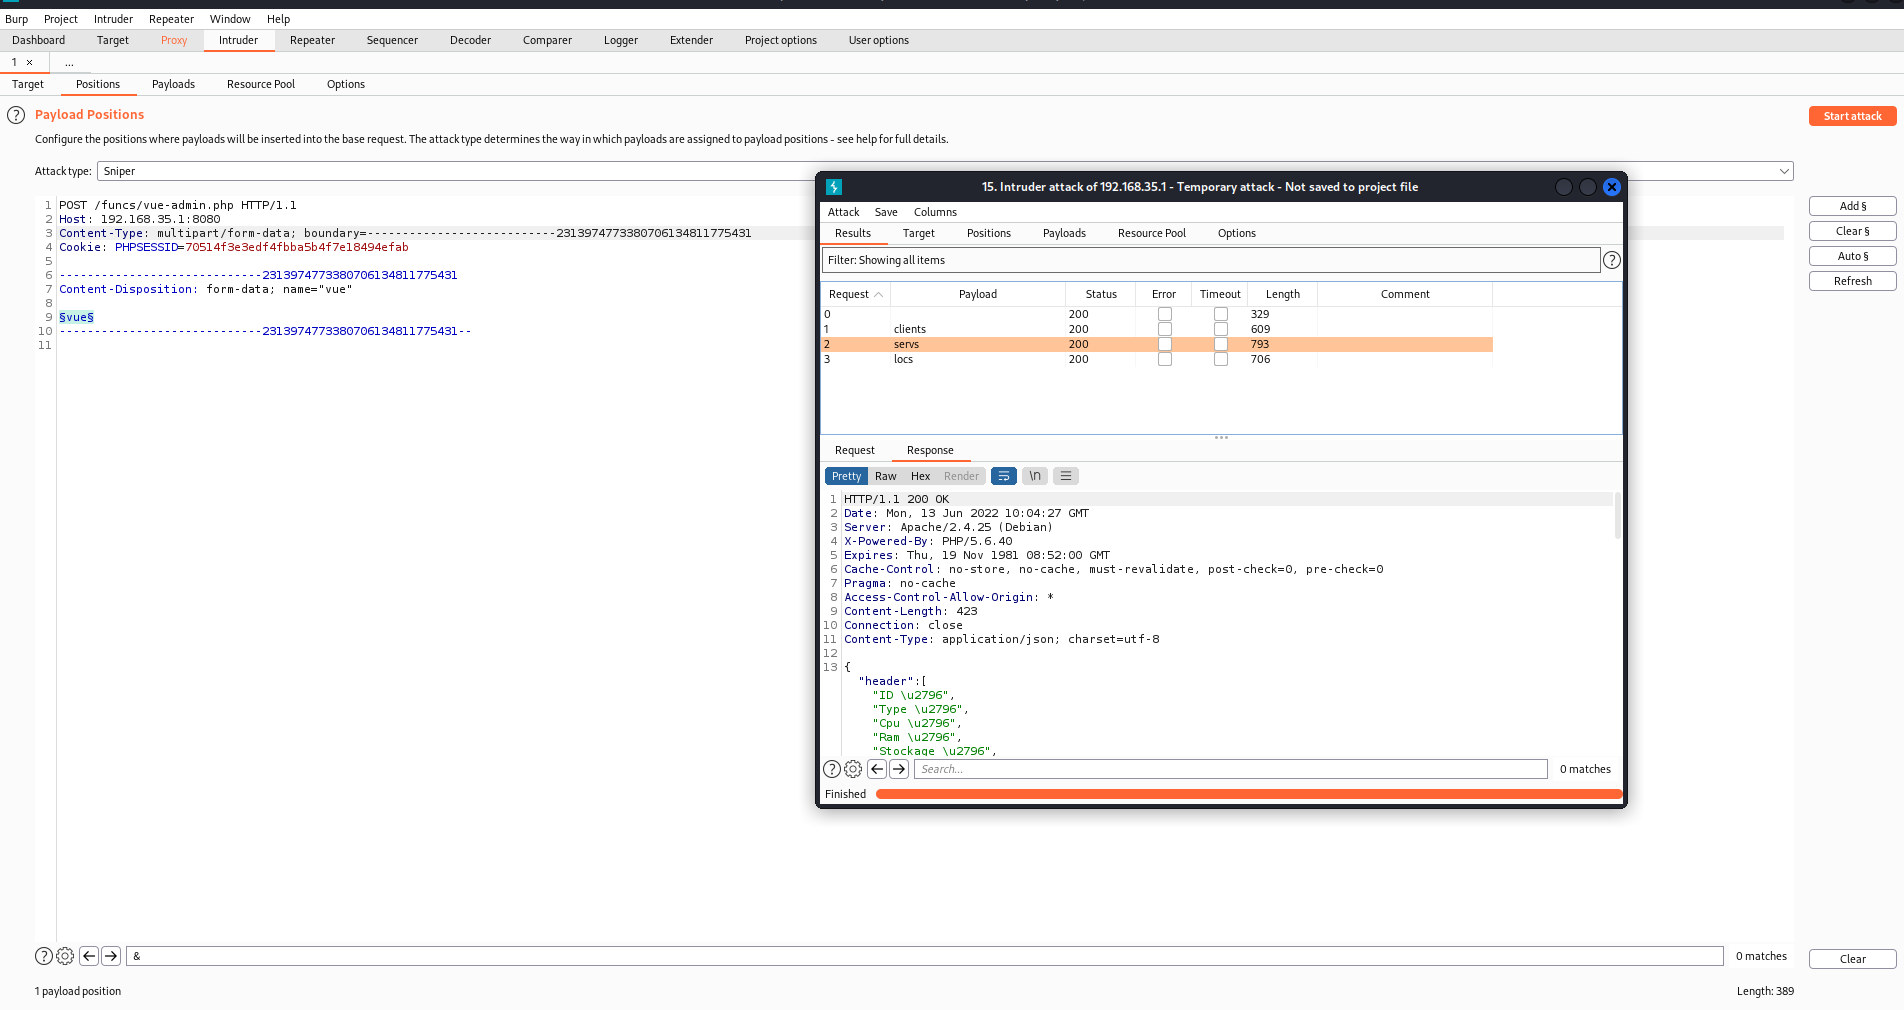 Burp Project Intruder Repeater Window Help
Dashboard Target Proxy Intruder Repeater Sequencer Decoder Comparer Logger Extender Project options User options
1 × ...
Target Positions Payloads Resource Pool Options
? Payload Positions
Start attack
Configure the positions where payloads will be inserted into the base request. The attack type determines the way in which payloads are assigned to payload positions - see help for full details.
Attack type: Sniper
1 POST /funcs/vue-admin.php HTTP/1.1
2 Host: 192.168.35.1:8080
3 Content-Type: multipart/form-data; boundary=---------------------------2313974773380706134811775431
4 Cookie: PHPSESSID=70514f3e3edf4fbba5b4f7e18494efab
5
6 -----------------------------2313974773380706134811775431
7 Content-Disposition: form-data; name="vue"
8
9 §vue§
10 -----------------------------2313974773380706134811775431--
11
Add §
Clear §
Auto §
Refresh
15. Intruder attack of 192.168.35.1 - Temporary attack - Not saved to project file
Attack Save Columns
Results Target Positions Payloads Resource Pool Options
Filter: Showing all items ?
Request Payload Status Error Timeout Length Comment
0 200 329
1 clients 200 609
2 servs 200 793
3 locs 200 706
Request Response
Pretty Raw Hex Render \n
1 HTTP/1.1 200 OK
2 Date: Mon, 13 Jun 2022 10:04:27 GMT
3 Server: Apache/2.4.25 (Debian)
4 X-Powered-By: PHP/5.6.40
5 Expires: Thu, 19 Nov 1981 08:52:00 GMT
6 Cache-Control: no-store, no-cache, must-revalidate, post-check=0, pre-check=0
7 Pragma: no-cache
8 Access-Control-Allow-Origin: *
9 Content-Length: 423
10 Connection: close
11 Content-Type: application/json; charset=utf-8
12
13 {
"header":[
"ID \u2796",
"Type \u2796",
"Cpu \u2796",
"Ram \u2796",
"Stockage \u2796",
? Search... 0 matches
Finished
? & 0 matches
Clear
1 payload position
Length: 389